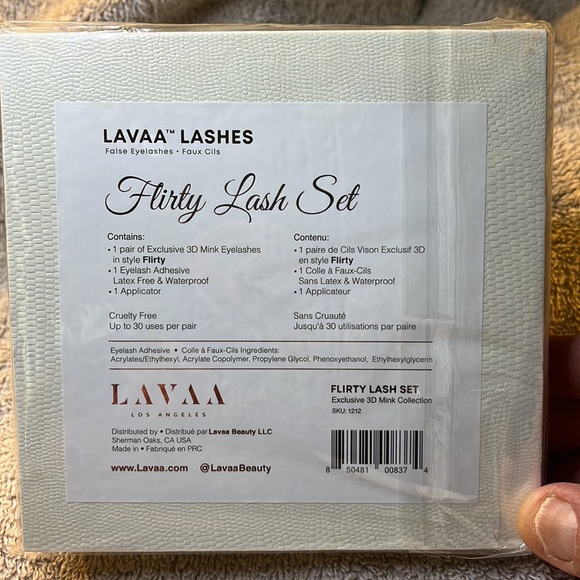 LAVAA™ LASHES
False Eyelashes • Faux Cils
Flirty Lash Set
Contains:
• 1 pair of Exclusive 3D Mink Eyelashes
in style Flirty
• 1 Eyelash Adhesive
Latex Free & Waterproof
• 1 Applicator
Cruelty Free
Up to 30 uses per pair
Contenu:
• 1 paire de Cils Vison Exclusif 3D
en style Flirty
• 1 Colle à Faux-Cils
Sans Latex & Waterproof
• 1 Applicateur
Sans Cruauté
Jusqu'à 30 utilisations par paire
Eyelash Adhesive • Colle à Faux-Cils Ingredients:
Acrylates/Ethylhexyl, Acrylate Copolymer, Propylene Glycol, Phenoxyethanol, Ethylhexylglycerin
LAVAA
LOS ANGELES
Distributed by • Distribué par Lavaa Beauty LLC
Sherman Oaks, CA USA
Made in • Fabriqué en PRC
www.Lavaa.com @LavaaBeauty
FLIRTY LASH SET
Exclusive 3D Mink Collection
SKU: 1212
8 50481 00837 4